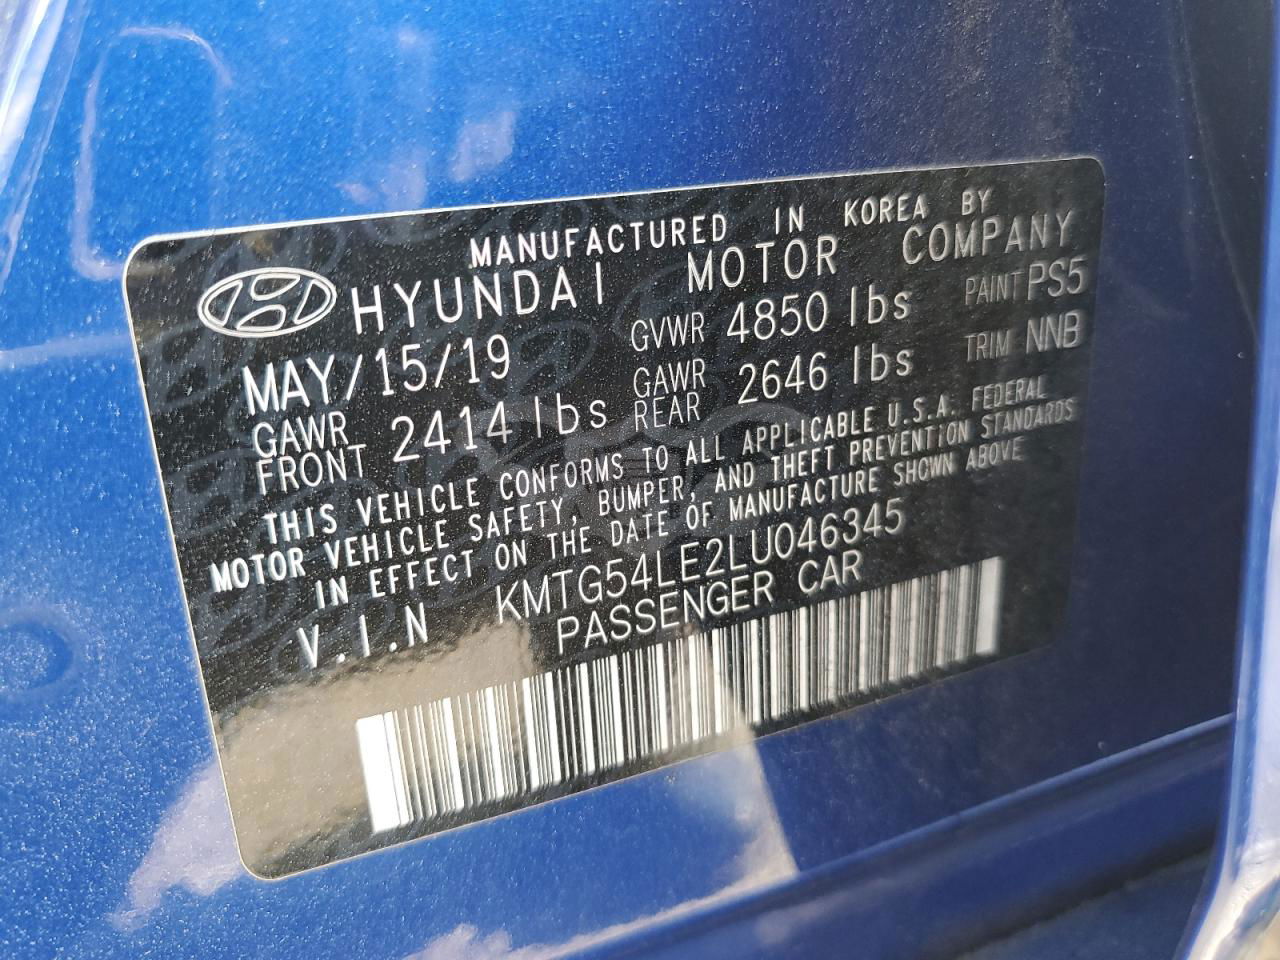 MANUFACTURED IN KOREA BY
HYUNDAI MOTOR COMPANY
MAY/15/19 GVWR 4850 lbs PAINT PS5
GAWR FRONT 2414 lbs GAWR REAR 2646 lbs TRIM NNB
THIS VEHICLE CONFORMS TO ALL APPLICABLE U.S.A. FEDERAL
MOTOR VEHICLE SAFETY, BUMPER, AND THEFT PREVENTION STANDARDS
IN EFFECT ON THE DATE OF MANUFACTURE SHOWN ABOVE
V.I.N KMTG54LE2LU046345
PASSENGER CAR